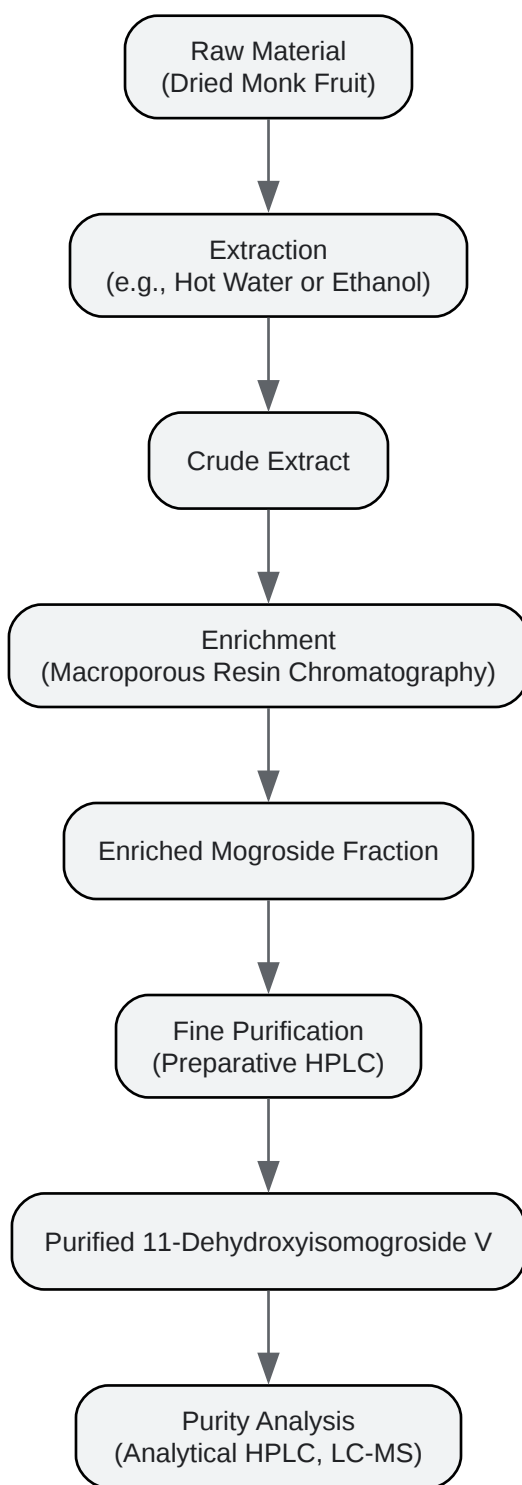 Raw Material
(Dried Monk Fruit)
Extraction
(e.g., Hot Water or Ethanol)
Crude Extract
Enrichment
(Macroporous Resin Chromatography)
Enriched Mogroside Fraction
Fine Purification
(Preparative HPLC)
Purified 11-Dehydroxyisomogroside V
Purity Analysis
(Analytical HPLC, LC-MS)